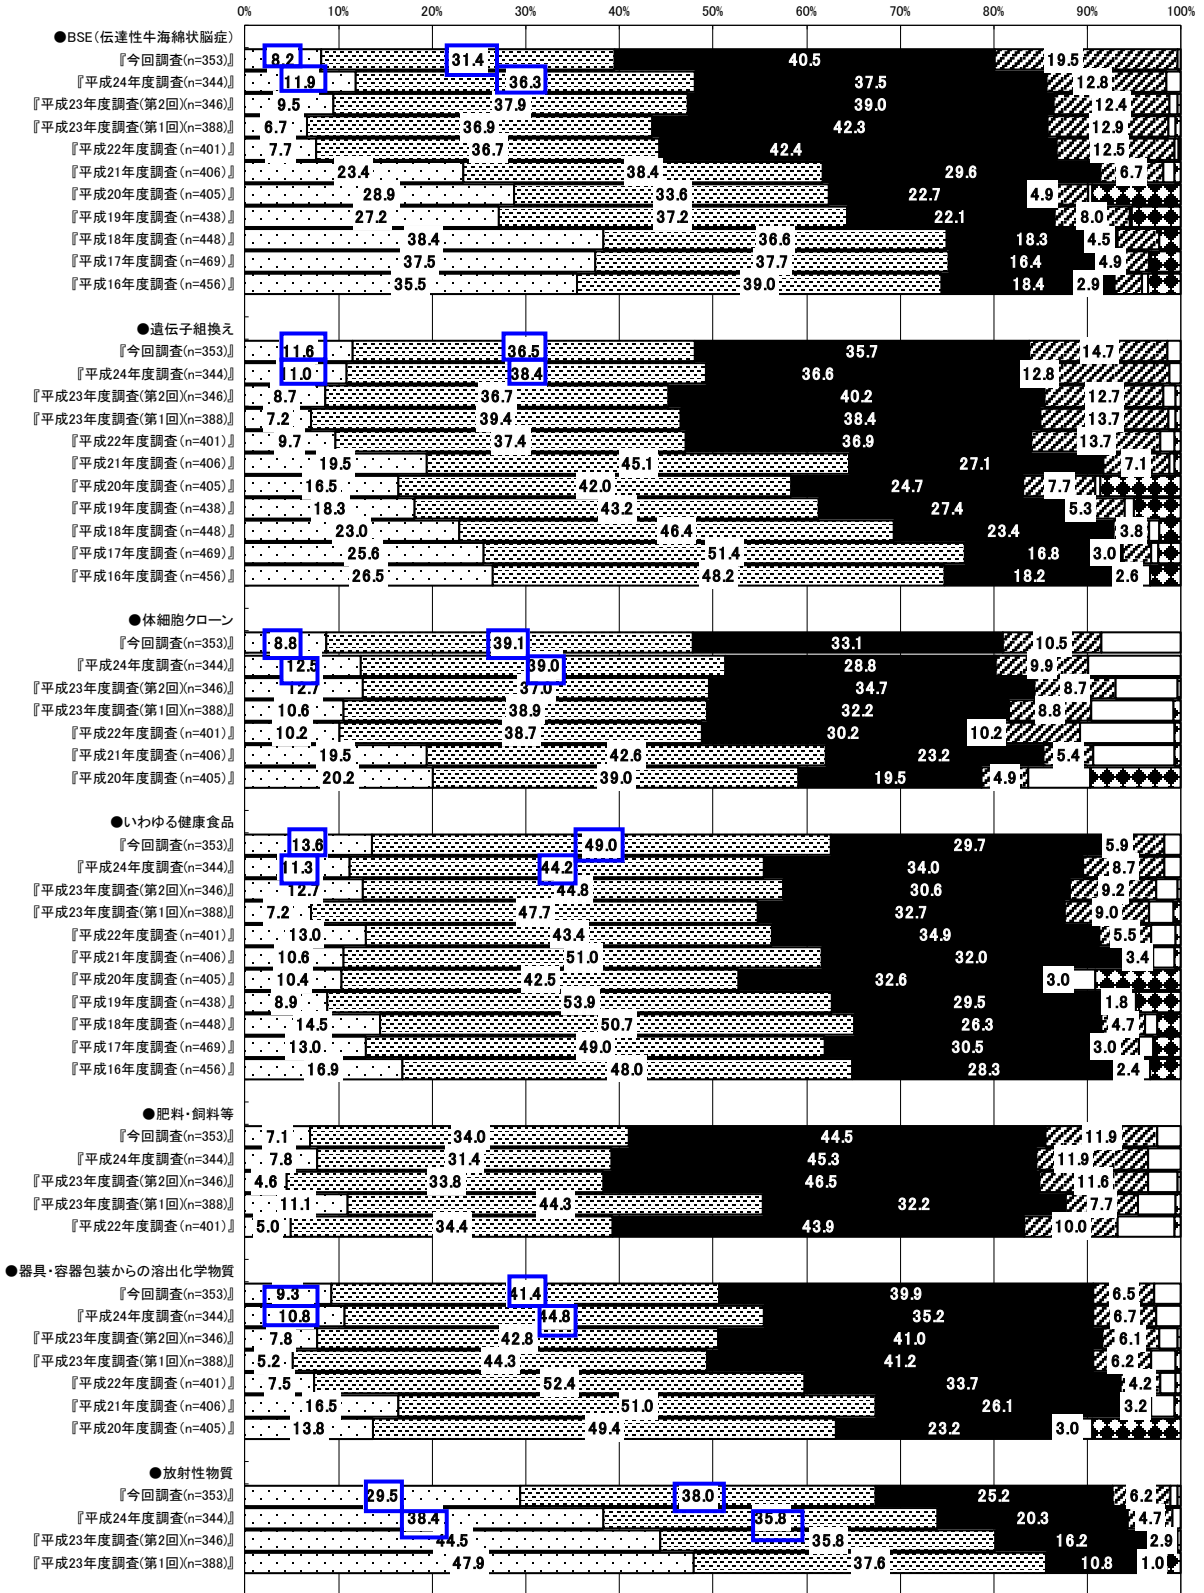 0% 10% 20% 30% 40% 50% 60% 70% 80% 90% 100%
●BSE（伝達性牛海綿状脳症）
『今回調査(n=353)』 8.2 31.4 40.5 19.5
『平成24年度調査(n=344)』 11.9 36.3 37.5 12.8
『平成23年度調査(第2回)(n=346)』 9.5 37.9 39.0 12.4
『平成23年度調査(第1回)(n=388)』 6.7 36.9 42.3 12.9
『平成22年度調査(n=401)』 7.7 36.7 42.4 12.5
『平成21年度調査(n=406)』 23.4 38.4 29.6 6.7
『平成20年度調査(n=405)』 28.9 33.6 22.7 4.9
『平成19年度調査(n=438)』 27.2 37.2 22.1 8.0
『平成18年度調査(n=448)』 38.4 36.6 18.3 4.5
『平成17年度調査(n=469)』 37.5 37.7 16.4 4.9
『平成16年度調査(n=456)』 35.5 39.0 18.4 2.9
●遺伝子組換え
『今回調査(n=353)』 11.6 36.5 35.7 14.7
『平成24年度調査(n=344)』 11.0 38.4 36.6 12.8
『平成23年度調査(第2回)(n=346)』 8.7 36.7 40.2 12.7
『平成23年度調査(第1回)(n=388)』 7.2 39.4 38.4 13.7
『平成22年度調査(n=401)』 9.7 37.4 36.9 13.7
『平成21年度調査(n=406)』 19.5 45.1 27.1 7.1
『平成20年度調査(n=405)』 16.5 42.0 24.7 7.7
『平成19年度調査(n=438)』 18.3 43.2 27.4 5.3
『平成18年度調査(n=448)』 23.0 46.4 23.4 3.8
『平成17年度調査(n=469)』 25.6 51.4 16.8 3.0
『平成16年度調査(n=456)』 26.5 48.2 18.2 2.6
●体細胞クローン
『今回調査(n=353)』 8.8 39.1 33.1 10.5
『平成24年度調査(n=344)』 12.5 39.0 28.8 9.9
『平成23年度調査(第2回)(n=346)』 12.7 37.0 34.7 8.7
『平成23年度調査(第1回)(n=388)』 10.6 38.9 32.2 8.8
『平成22年度調査(n=401)』 10.2 38.7 30.2 10.2
『平成21年度調査(n=406)』 19.5 42.6 23.2 5.4
『平成20年度調査(n=405)』 20.2 39.0 19.5 4.9
●いわゆる健康食品
『今回調査(n=353)』 13.6 49.0 29.7 5.9
『平成24年度調査(n=344)』 11.3 44.2 34.0 8.7
『平成23年度調査(第2回)(n=346)』 12.7 44.8 30.6 9.2
『平成23年度調査(第1回)(n=388)』 7.2 47.7 32.7 9.0
『平成22年度調査(n=401)』 13.0 43.4 34.9 5.5
『平成21年度調査(n=406)』 10.6 51.0 32.0 3.4
『平成20年度調査(n=405)』 10.4 42.5 32.6 3.0
『平成19年度調査(n=438)』 8.9 53.9 29.5 1.8
『平成18年度調査(n=448)』 14.5 50.7 26.3 4.7
『平成17年度調査(n=469)』 13.0 49.0 30.5 3.0
『平成16年度調査(n=456)』 16.9 48.0 28.3 2.4
●肥料・飼料等
『今回調査(n=353)』 7.1 34.0 44.5 11.9
『平成24年度調査(n=344)』 7.8 31.4 45.3 11.9
『平成23年度調査(第2回)(n=346)』 4.6 33.8 46.5 11.6
『平成23年度調査(第1回)(n=388)』 11.1 44.3 32.2 7.7
『平成22年度調査(n=401)』 5.0 34.4 43.9 10.0
●器具・容器包装からの溶出化学物質
『今回調査(n=353)』 9.3 41.4 39.9 6.5
『平成24年度調査(n=344)』 10.8 44.8 35.2 6.7
『平成23年度調査(第2回)(n=346)』 7.8 42.8 41.0 6.1
『平成23年度調査(第1回)(n=388)』 5.2 44.3 41.2 6.2
『平成22年度調査(n=401)』 7.5 52.4 33.7 4.2
『平成21年度調査(n=406)』 16.5 51.0 26.1 3.2
『平成20年度調査(n=405)』 13.8 49.4 23.2 3.0
●放射性物質
『今回調査(n=353)』 29.5 38.0 25.2 6.2
『平成24年度調査(n=344)』 38.4 35.8 20.3 4.7
『平成23年度調査(第2回)(n=346)』 44.5 35.8 16.2 2.9
『平成23年度調査(第1回)(n=388)』 47.9 37.6 10.8 1.0